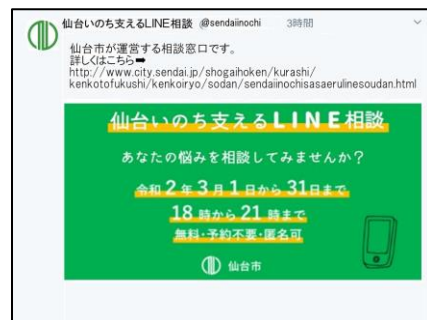 仙台いのち支えるLINE相談 @sendaiinochi 3時間
仙台市が運営する相談窓口です。
詳しくはこちら➡
http://www.city.sendai.jp/shogaihoken/kurashi/
kenkotofukushi/kenkoiryo/sodan/sendaiinochisasaerulinesoudan.html
仙台いのち支えるLINE相談
あなたの悩みを相談してみませんか？
令和2年3月1日から31日まで
18時から21時まで
無料・予約不要・匿名可
仙台市